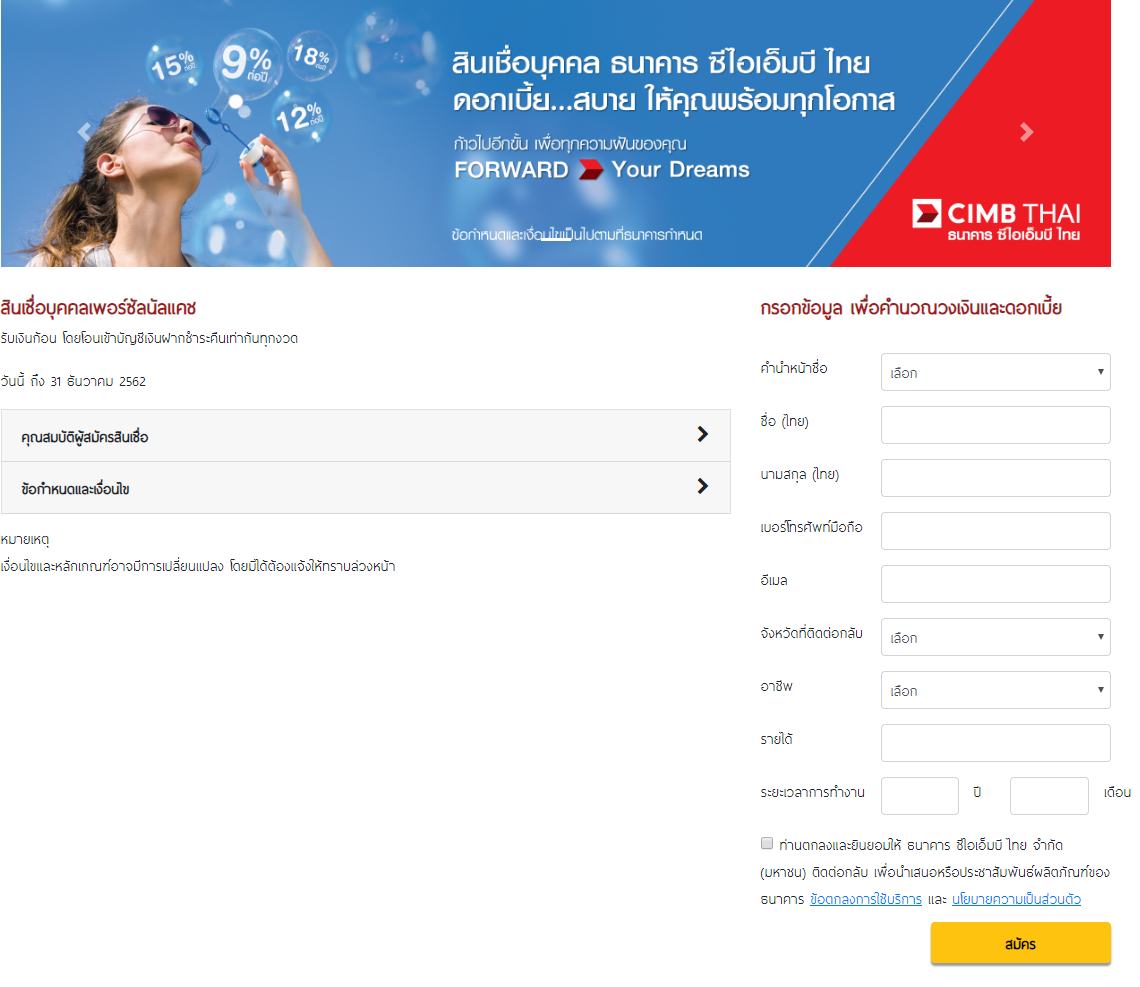 15%
ต่อปี
9%
ต่อปี
18%
ต่อปี
12%
ต่อปี
สินเชื่อบุคคล ธนาคาร ซีไอเอ็มบี ไทย
ดอกเบี้ย...สบาย ให้คุณพร้อมทุกโอกาส
ก้าวไปอีกขั้น เพื่อทุกความฝันของคุณ
FORWARD Your Dreams
ข้อกำหนดและเงื่อนไขเป็นไปตามที่ธนาคารกำหนด
CIMB THAI
ธนาคาร ซีไอเอ็มบี ไทย
สินเชื่อบุคคลเพอร์ซัลนัลแคช
รับเงินก้อน โดยโอนเข้าบัญชีเงินฝากชำระคืนเท่ากันทุกงวด
วันนี้ ถึง 31 ธันวาคม 2562
คุณสมบัติผู้สมัครสินเชื่อ
ข้อกำหนดและเงื่อนไข
หมายเหตุ
เงื่อนไขและหลักเกณฑ์อาจมีการเปลี่ยนแปลง โดยมิได้ต้องแจ้งให้ทราบล่วงหน้า
กรอกข้อมูล เพื่อคำนวณวงเงินและดอกเบี้ย
คำนำหน้าชื่อ เลือก
ชื่อ (ไทย)
นามสกุล (ไทย)
เบอร์โทรศัพท์มือถือ
อีเมล
จังหวัดที่ติดต่อกลับ เลือก
อาชีพ เลือก
รายได้
ระยะเวลาการทำงาน ปี เดือน
ท่านตกลงและยินยอมให้ ธนาคาร ซีไอเอ็มบี ไทย จำกัด
(มหาชน) ติดต่อกลับ เพื่อนำเสนอหรือประชาสัมพันธ์ผลิตภัณฑ์ของ
ธนาคาร ข้อตกลงการใช้บริการ และ นโยบายความเป็นส่วนตัว
สมัคร